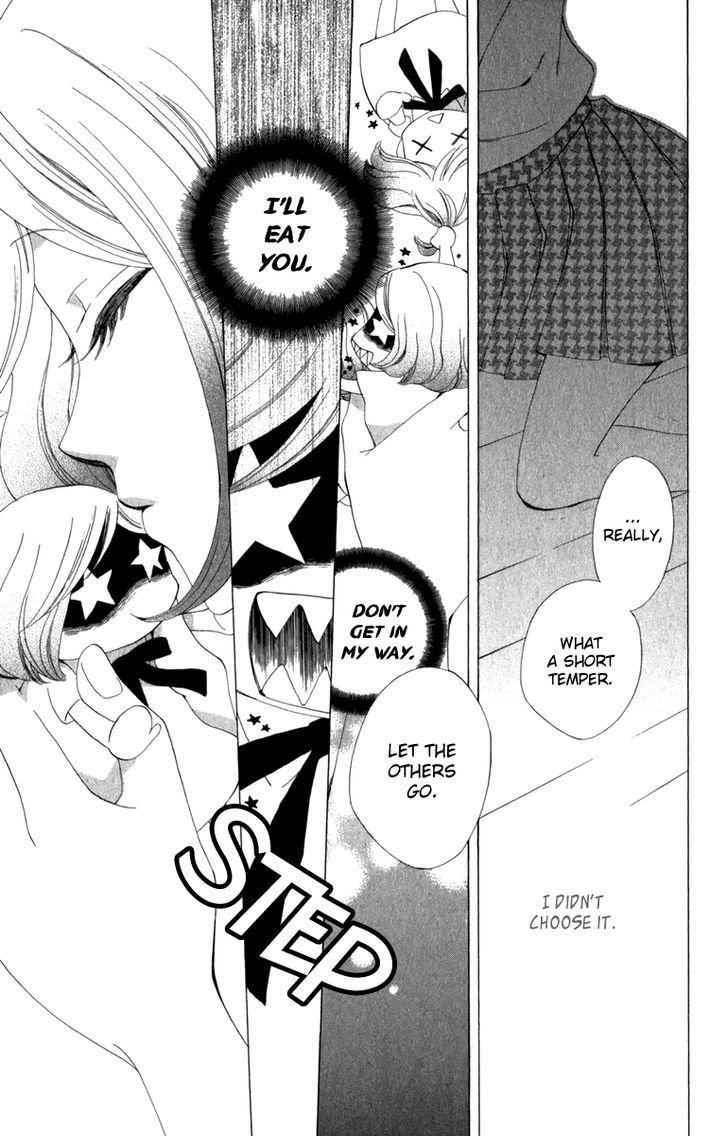 ...
REALLY,
WHAT
A SHORT
TEMPER.
I DIDN'T
CHOOSE IT.
I'LL
EAT
YOU.
DON'T
GET IN
MY WAY.
LET THE
OTHERS
GO.
STEP